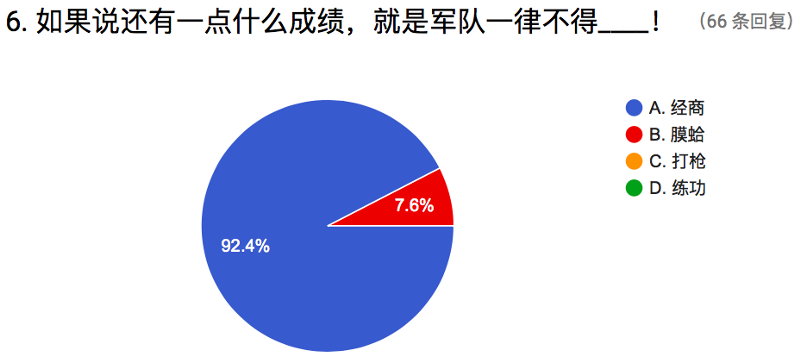 6. 如果说还有一点什么成绩，就是军队一律不得____！ （66 条回复）
A. 经商
B. 膜蛤
C. 打枪
D. 练功
7.6%
92.4%